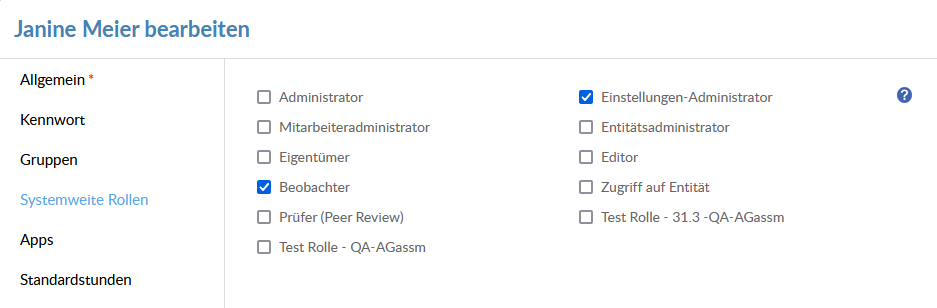 Janine Meier bearbeiten
Allgemein *
Kennwort
Gruppen
Systemweite Rollen
Apps
Standardstunden
Administrator
Einstellungen-Administrator
Mitarbeiteradministrator
Entitätsadministrator
Eigentümer
Editor
Beobachter
Zugriff auf Entität
Prüfer (Peer Review)
Test Rolle - 31.3 -QA-AGassm
Test Rolle - QA-AGassm
?